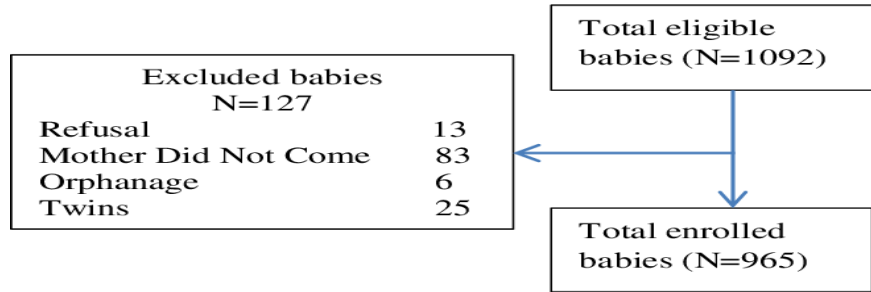 Total eligible
babies (N=1092)
Excluded babies
N=127
Refusal 13
Mother Did Not Come 83
Orphanage 6
Twins 25
Total enrolled
babies (N=965)